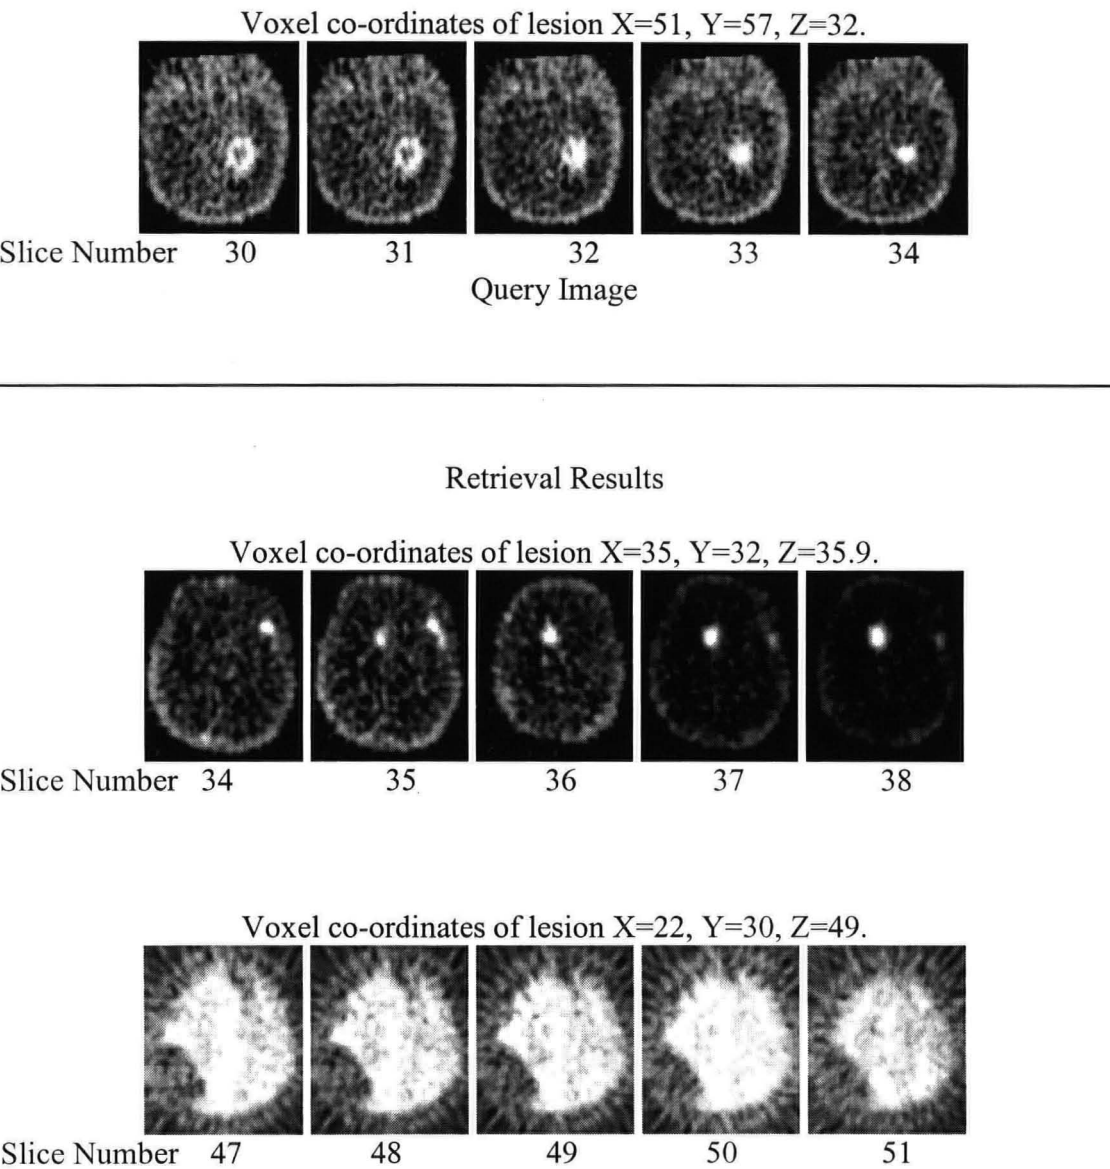 Voxel co-ordinates of lesion X=51, Y=57, Z=32.
Slice Number 30 31 32 33 34
Query Image
Retrieval Results
Voxel co-ordinates of lesion X=35, Y=32, Z=35.9.
Slice Number 34 35 36 37 38
Voxel co-ordinates of lesion X=22, Y=30, Z=49.
Slice Number 47 48 49 50 51